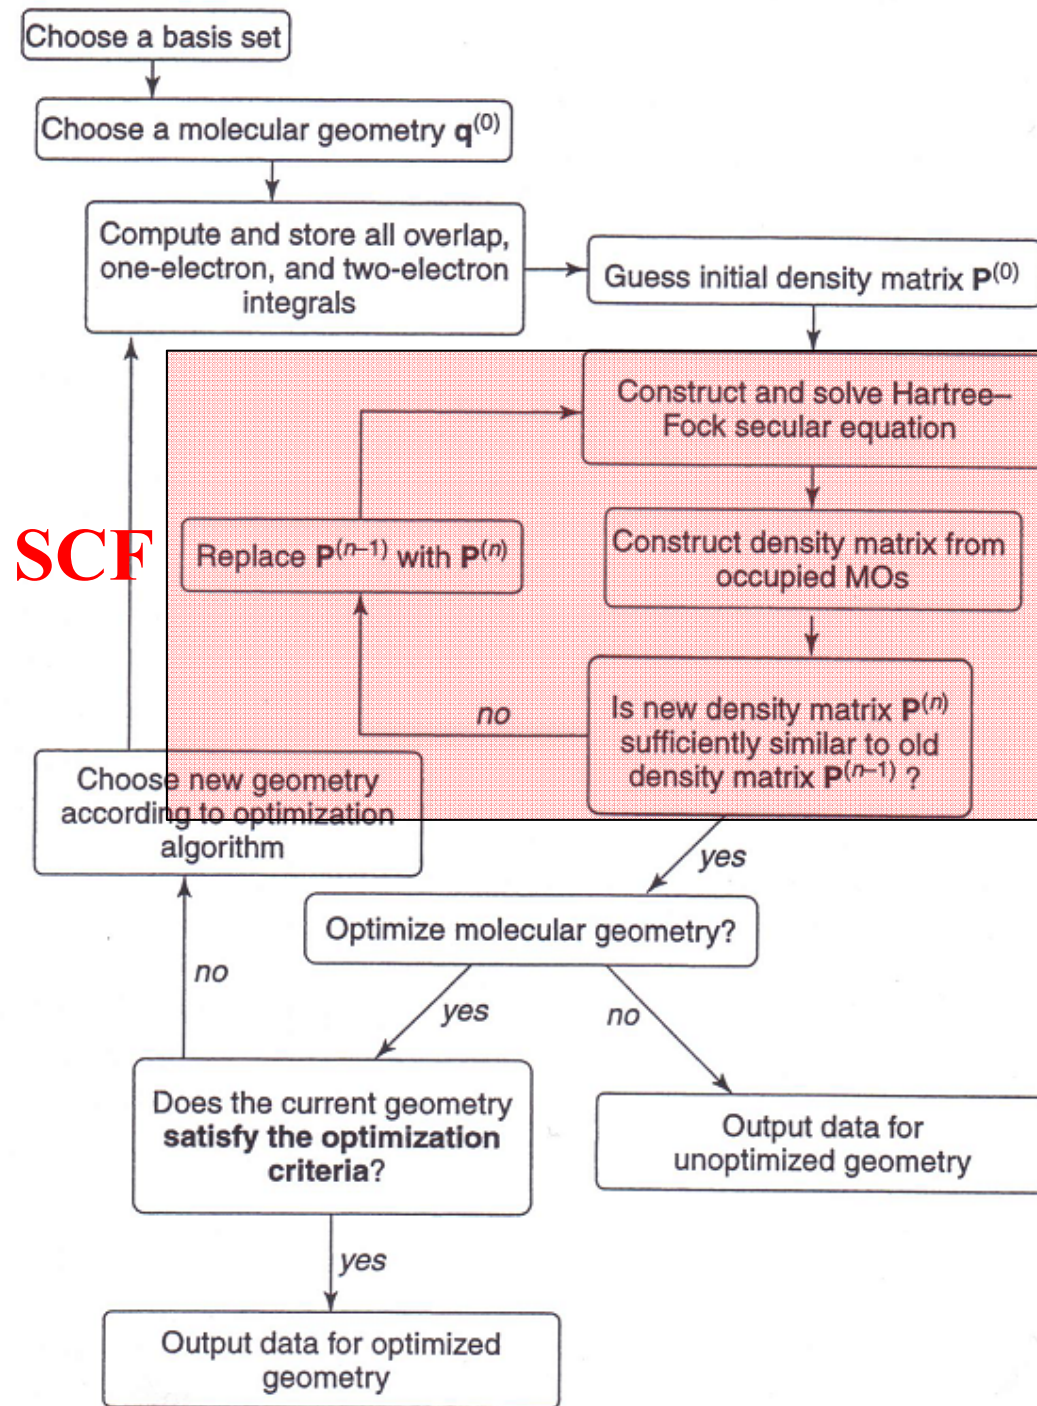 Choose a basis set
Choose a molecular geometry q(0)
Compute and store all overlap,
one-electron, and two-electron
integrals
Guess initial density matrix P(0)
Construct and solve Hartree–
Fock secular equation
SCF
Replace P(n–1) with P(n)
Construct density matrix from
occupied MOs
no
Is new density matrix P(n)
sufficiently similar to old
density matrix P(n–1) ?
Choose new geometry
according to optimization
algorithm
yes
Optimize molecular geometry?
no
yes
no
Does the current geometry
satisfy the optimization
criteria?
Output data for
unoptimized geometry
yes
Output data for optimized
geometry